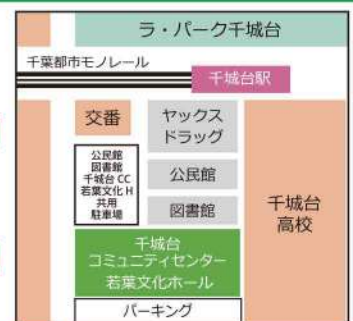 ラ・パーク千城台
千葉都市モノレール
千城台駅
交番
ヤックス
ドラッグ
公民館
図書館
千城台 CC
若葉文化 H
共用
駐車場
公民館
図書館
千城台
高校
千城台
コミュニティセンター
若葉文化ホール
パーキング